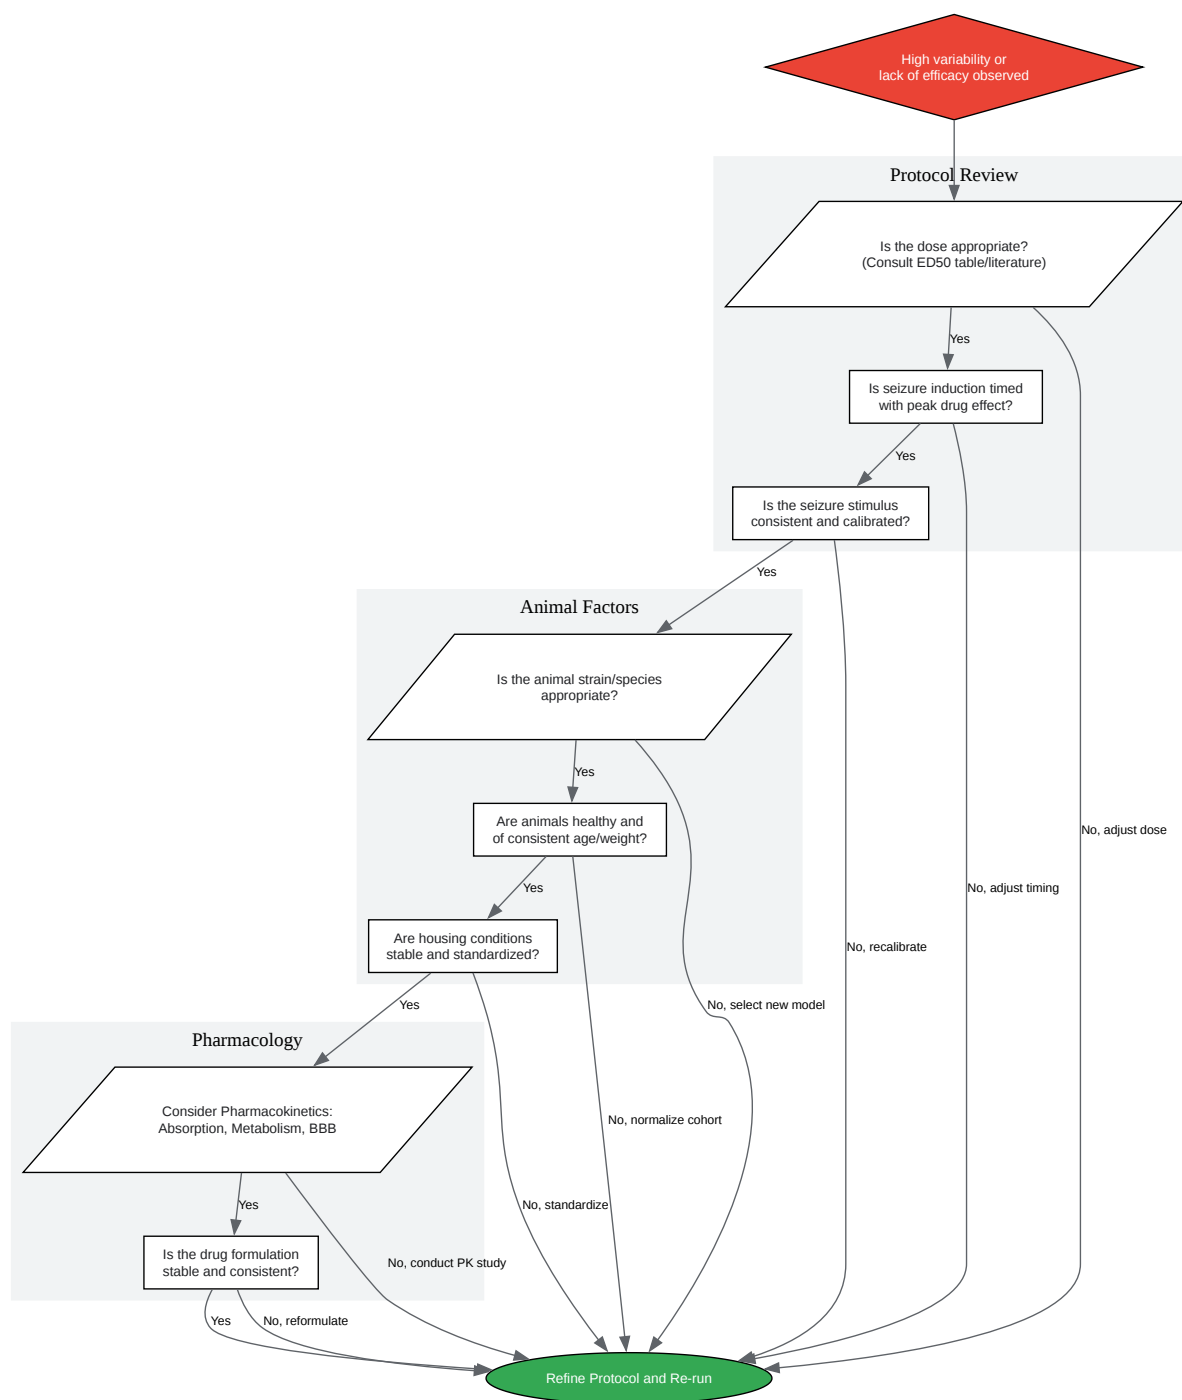 High variability or
lack of efficacy observed
Protocol Review
Is the dose appropriate?
(Consult ED50 table/literature)
Yes
Is seizure induction timed
with peak drug effect?
Yes
Is the seizure stimulus
consistent and calibrated?
Yes
Animal Factors
Is the animal strain/species
appropriate?
Yes
Are animals healthy and
of consistent age/weight?
No, adjust dose
Yes
No, adjust timing
Are housing conditions
stable and standardized?
No, recalibrate
Yes
No, select new model
Pharmacology
Consider Pharmacokinetics:
Absorption, Metabolism, BBB
No, normalize cohort
Yes
No, standardize
Is the drug formulation
stable and consistent?
No, conduct PK study
Yes
No, reformulate
Refine Protocol and Re-run